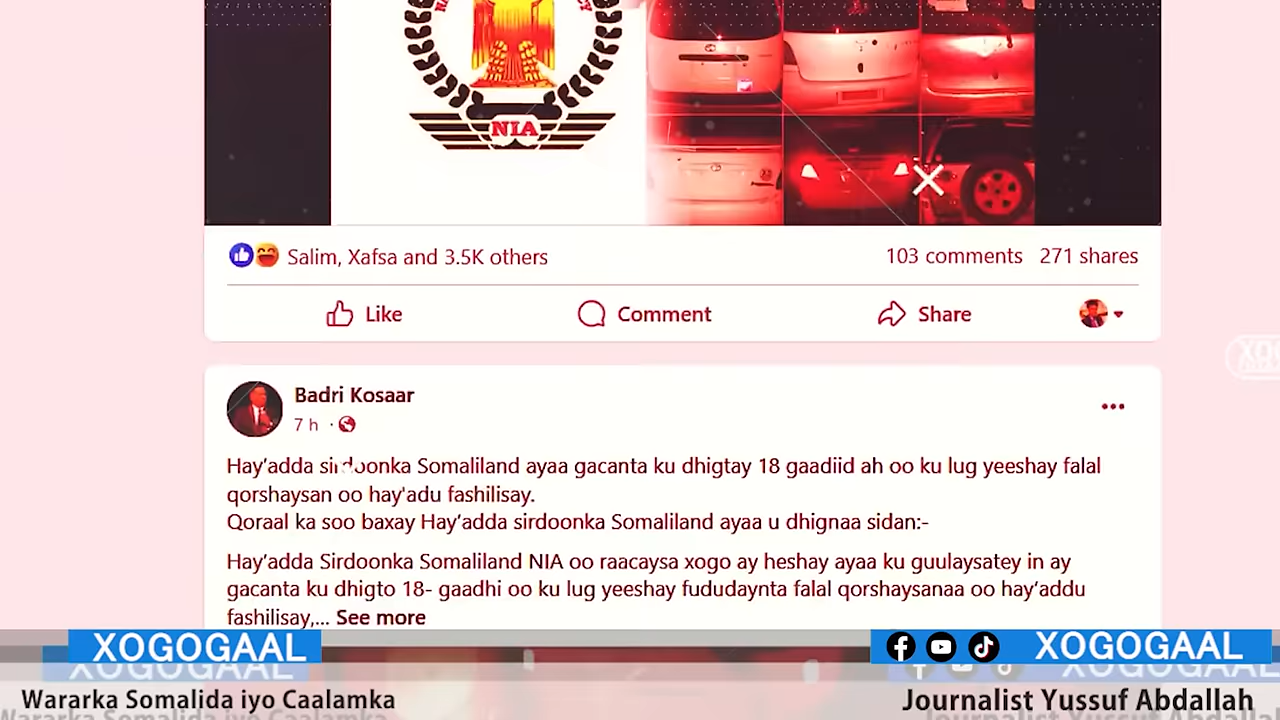 NIA
Salim, Xafsa and 3.5K others
103 comments 271 shares
Like Comment Share
Badri Kosaar
7 h ·
Hay’adda sirdoonka Somaliland ayaa gacanta ku dhigtay 18 gaadiid ah oo ku lug yeeshay falal
qorshaysan oo hay'adu fashilisay.
Qoraal ka soo baxay Hay’adda sirdoonka Somaliland ayaa u dhignaa sidan:-
Hay’adda Sirdoonka Somaliland NIA oo raacaysa xogo ay heshay ayaa ku guulaysatey in ay
gacanta ku dhigto 18- gaadhi oo ku lug yeeshay fududaynta falal qorshaysanaa oo hay’addu
fashilisay,... See more
XOGOGAAL
XOGOGAAL
Wararka Somalida iyo Caalamka
Journalist Yussuf Abdallah